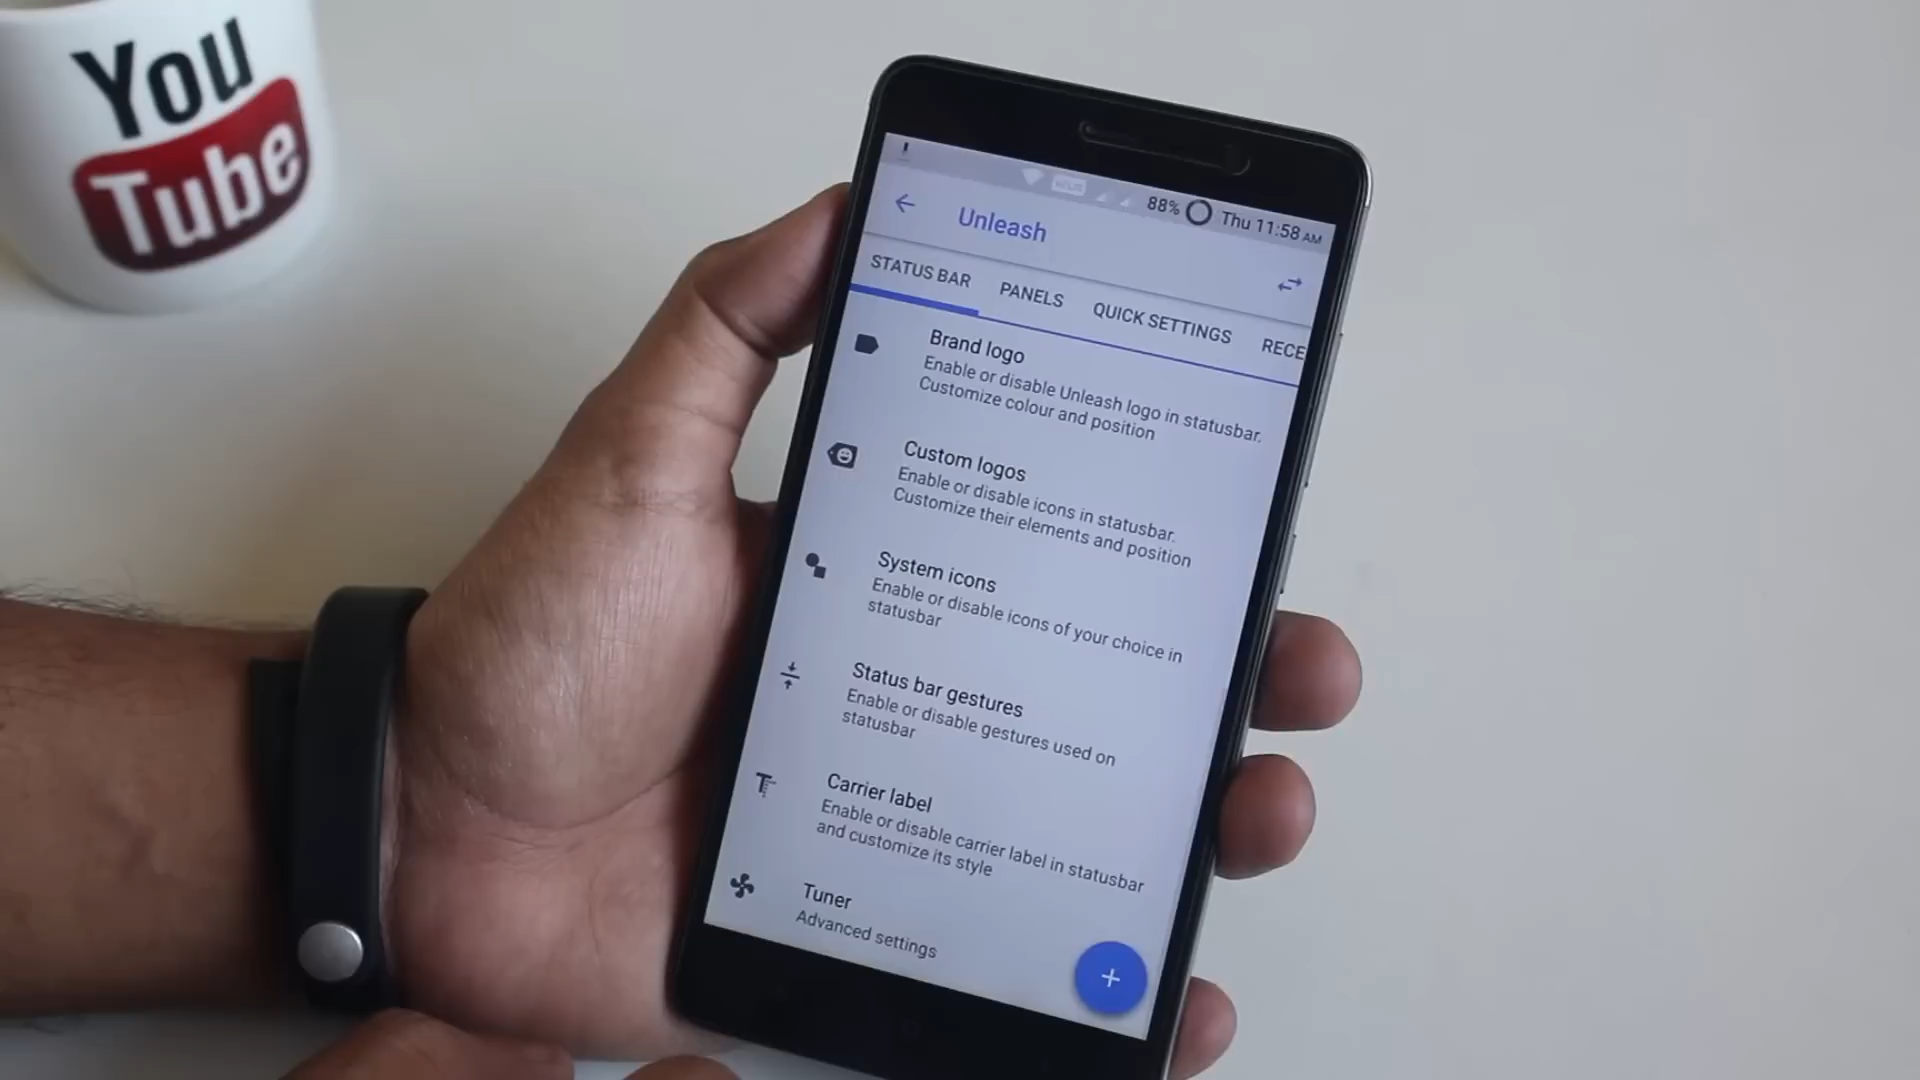 You
Tube
88% Thu 11:58 AM
Unleash
STATUS BAR PANELS QUICK SETTINGS RECE
Brand logo
Enable or disable Unleash logo in statusbar.
Customize colour and position
Custom logos
Enable or disable icons in statusbar.
Customize their elements and position
System icons
Enable or disable icons of your choice in
statusbar
Status bar gestures
Enable or disable gestures used on
statusbar
Carrier label
Enable or disable carrier label in statusbar
and customize its style
Tuner
Advanced settings